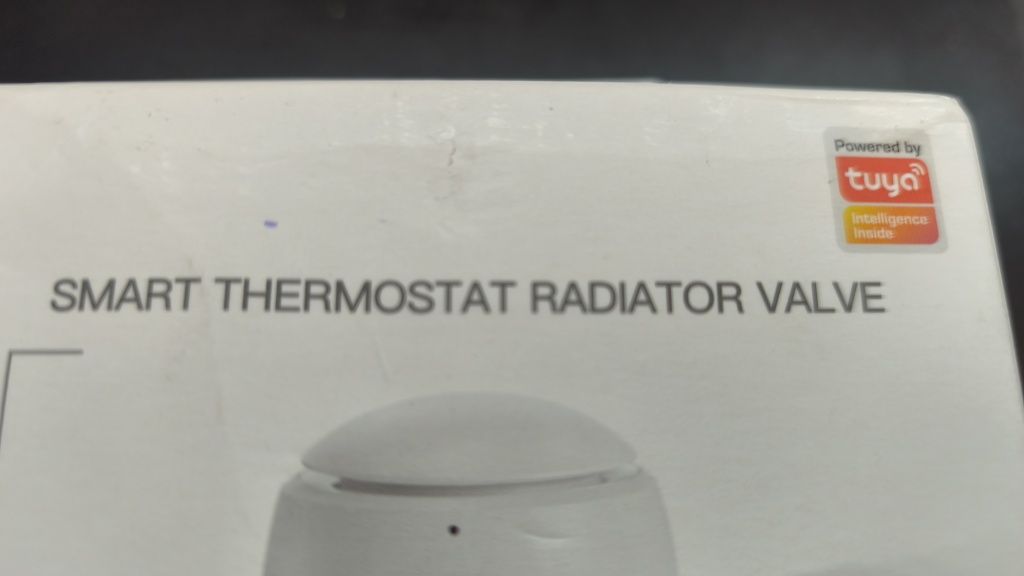 Powered by
tuya
Intelligence
Inside
SMART THERMOSTAT RADIATOR VALVE